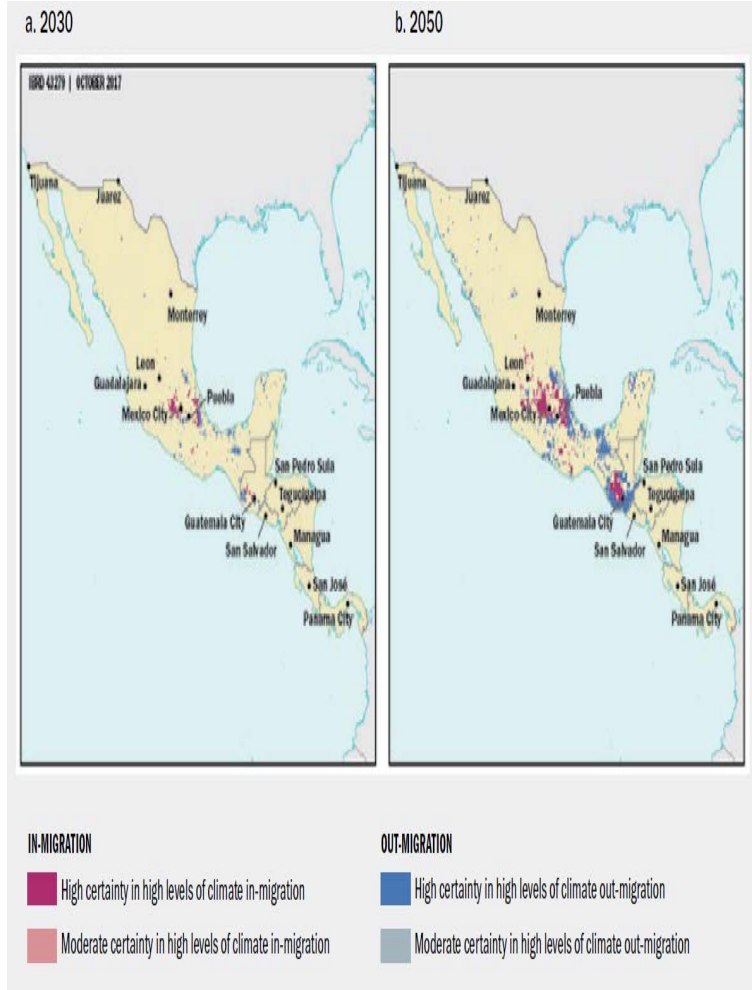 a. 2030
b. 2050
IBRD 43279 | OCTOBER 2017
Tijuana
Juarez
Monterrey
Leon
Guadalajara
Puebla
Mexico City
San Pedro Sula
Tegucigalpa
Guatemala City
San Salvador
Managua
San José
Panama City
Tijuana
Juarez
Monterrey
Leon
Guadalajara
Puebla
Mexico City
San Pedro Sula
Tegucigalpa
Guatemala City
San Salvador
Managua
San José
Panama City
IN-MIGRATION
High certainty in high levels of climate in-migration
Moderate certainty in high levels of climate in-migration
OUT-MIGRATION
High certainty in high levels of climate out-migration
Moderate certainty in high levels of climate out-migration